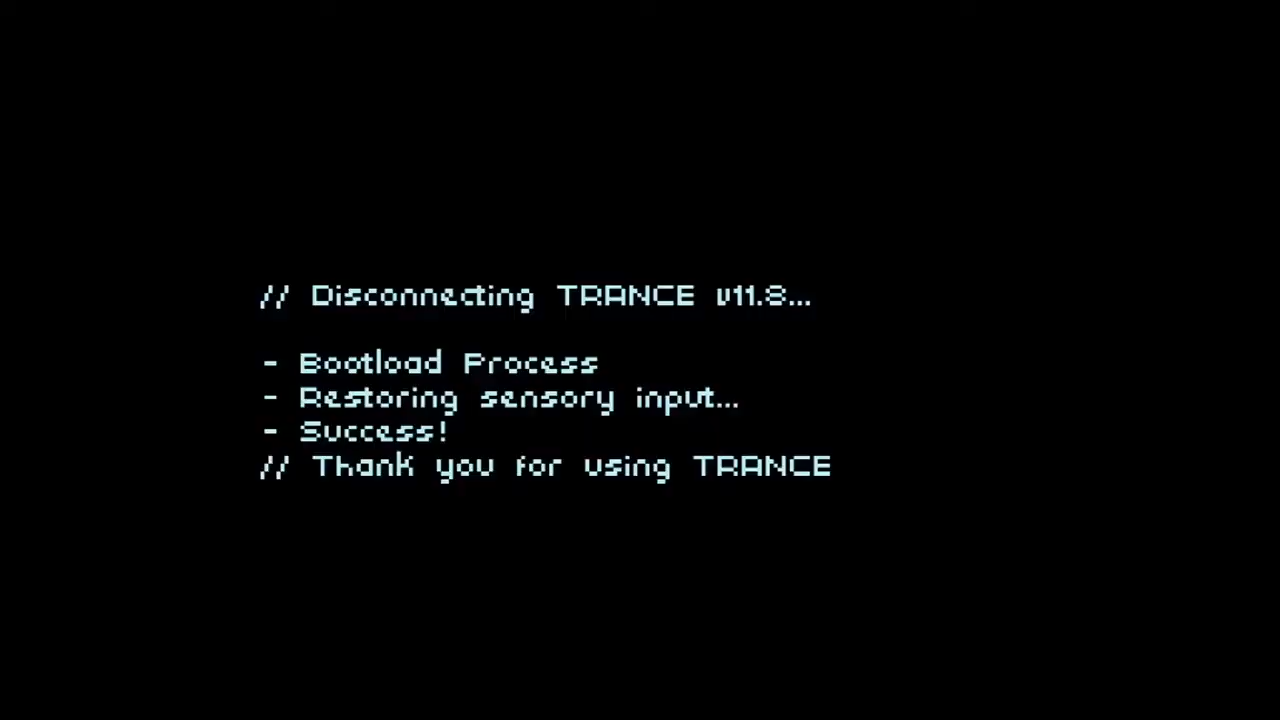 // Disconnecting TRANCE v11.8...
- Bootload Process
- Restoring sensory input...
- Success!
// Thank you for using TRANCE